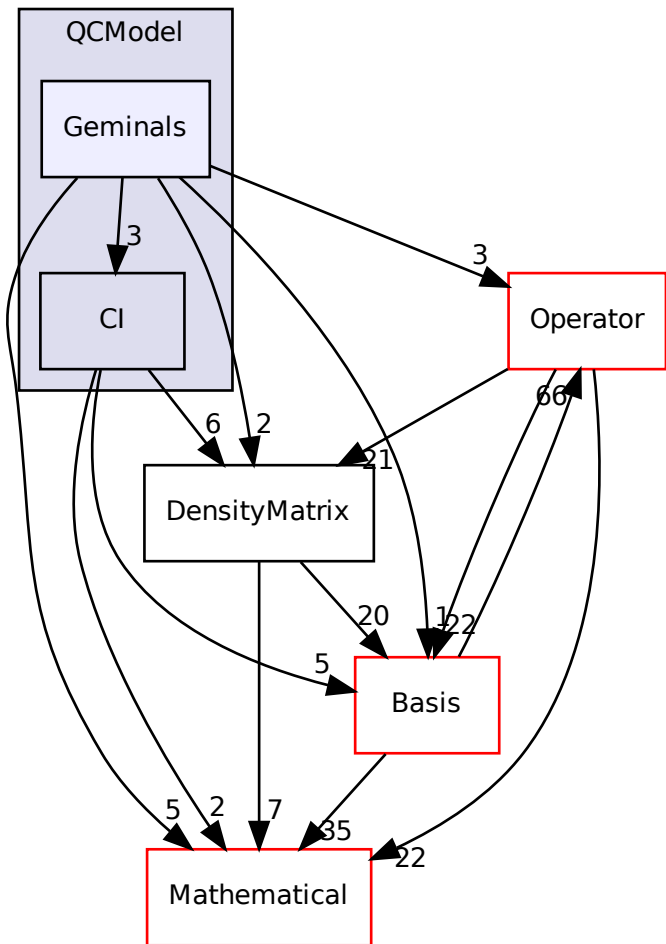 QCModel
Geminals
3
3
CI
Operator
66
6
2
21
DensityMatrix
20
1
22
5
Basis
5
2
7
35
22
Mathematical